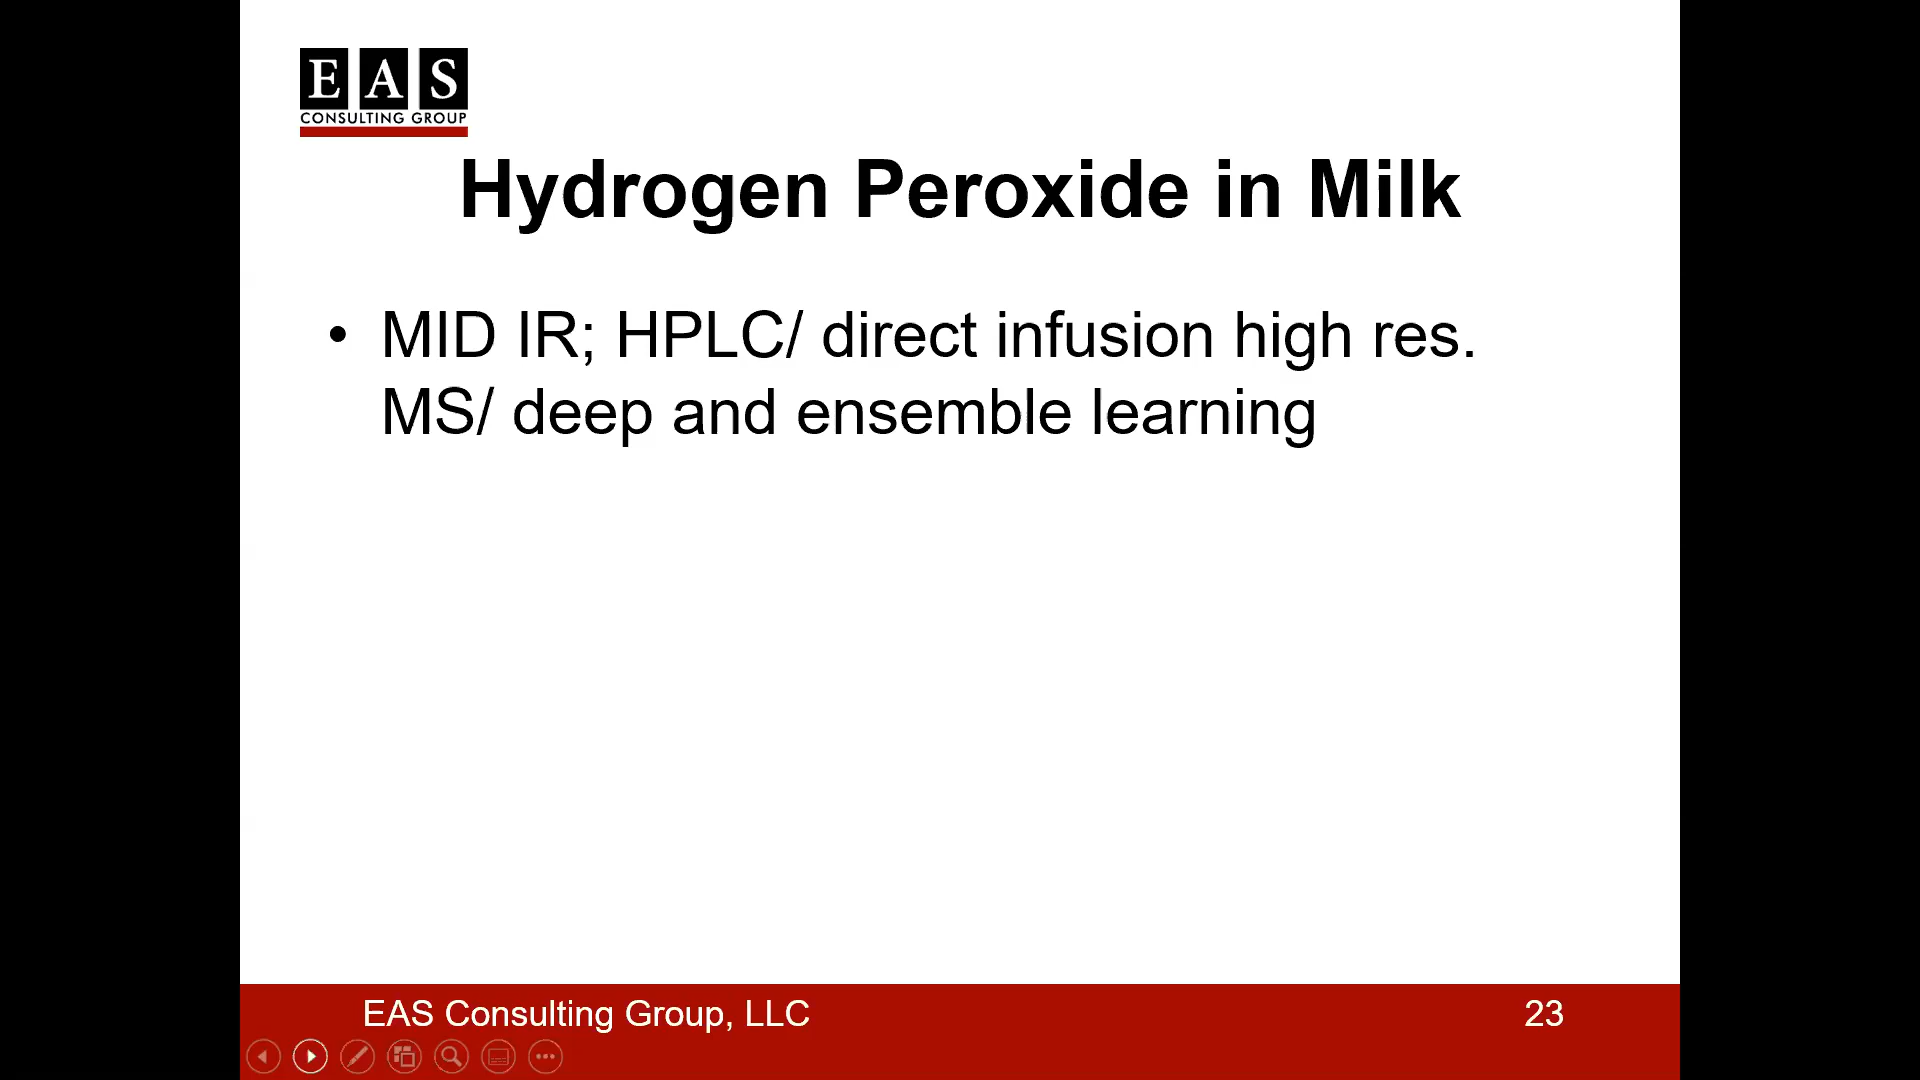 EAS
CONSULTING GROUP
Hydrogen Peroxide in Milk
• MID IR; HPLC/ direct infusion high res.
MS/ deep and ensemble learning
EAS Consulting Group, LLC
23